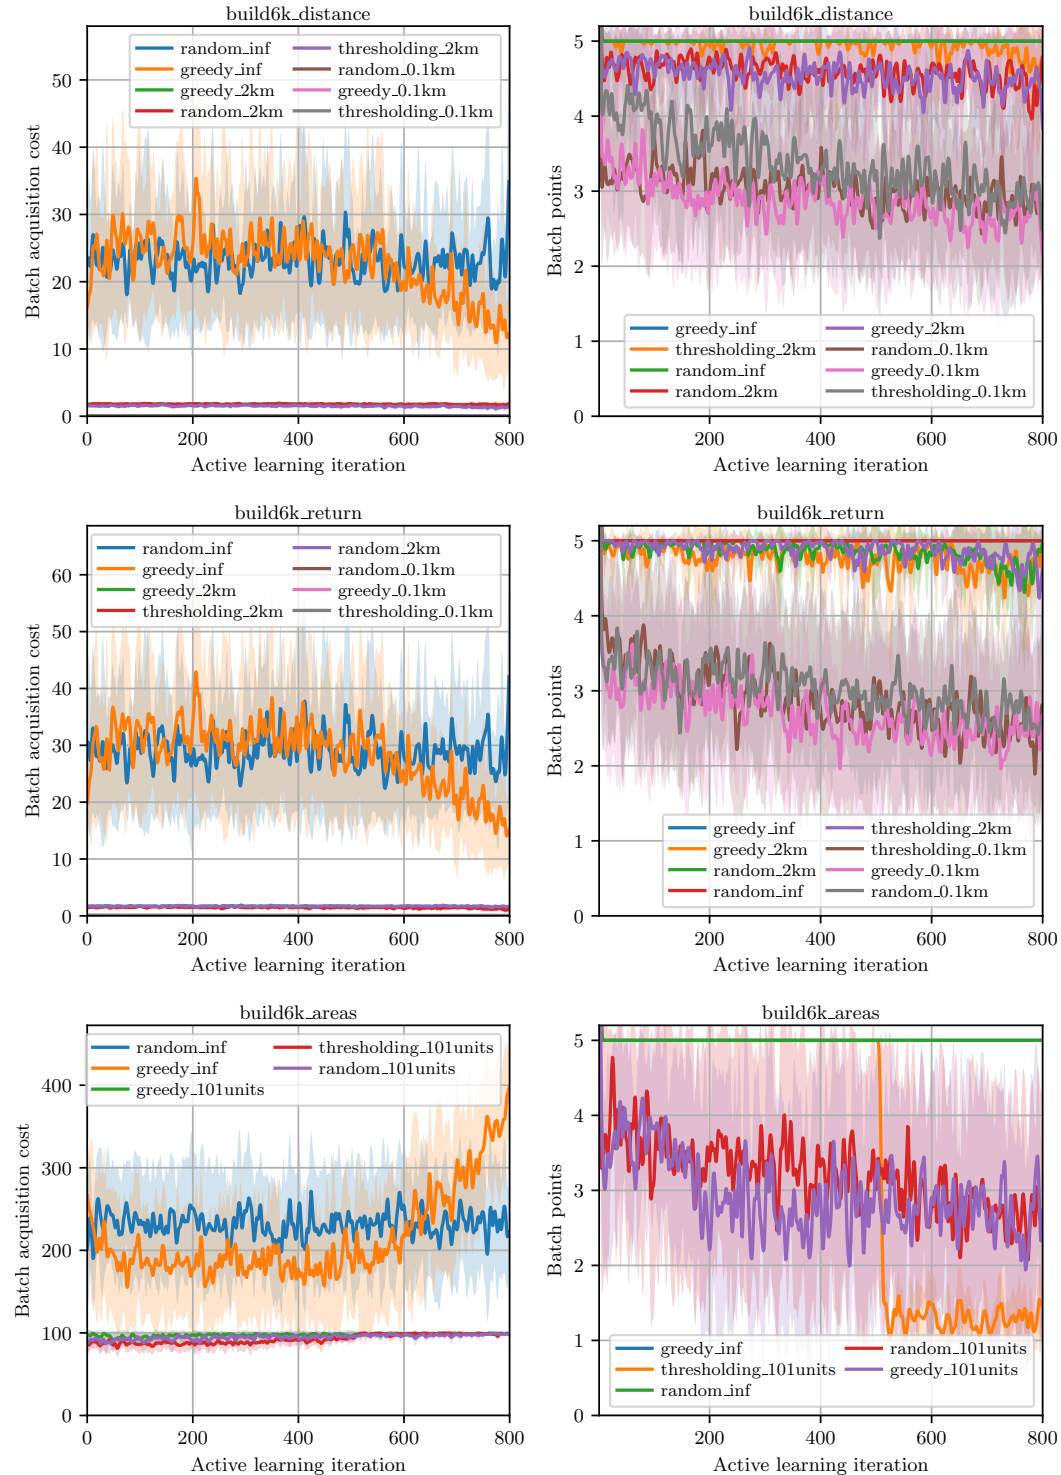 build6k_distance
random_inf
greedy_inf
greedy_2km
random_2km
thresholding_2km
random_0.1km
greedy_0.1km
thresholding_0.1km
Batch acquisition cost
0
10
20
30
40
50
0
200
400
600
800
Active learning iteration
build6k_distance
greedy_inf
thresholding_2km
random_inf
random_2km
greedy_2km
random_0.1km
greedy_0.1km
thresholding_0.1km
Batch points
0
1
2
3
4
5
200
400
600
800
Active learning iteration
build6k_return
random_inf
greedy_inf
greedy_2km
thresholding_2km
random_2km
random_0.1km
greedy_0.1km
thresholding_0.1km
Batch acquisition cost
0
10
20
30
40
50
60
0
200
400
600
800
Active learning iteration
build6k_return
greedy_inf
greedy_2km
random_2km
random_inf
thresholding_2km
thresholding_0.1km
greedy_0.1km
random_0.1km
Batch points
0
1
2
3
4
5
200
400
600
800
Active learning iteration
build6k_areas
random_inf
greedy_inf
greedy_101units
thresholding_101units
random_101units
Batch acquisition cost
0
100
200
300
400
0
200
400
600
800
Active learning iteration
build6k_areas
greedy_inf
thresholding_101units
random_inf
random_101units
greedy_101units
Batch points
0
1
2
3
4
5
200
400
600
800
Active learning iteration